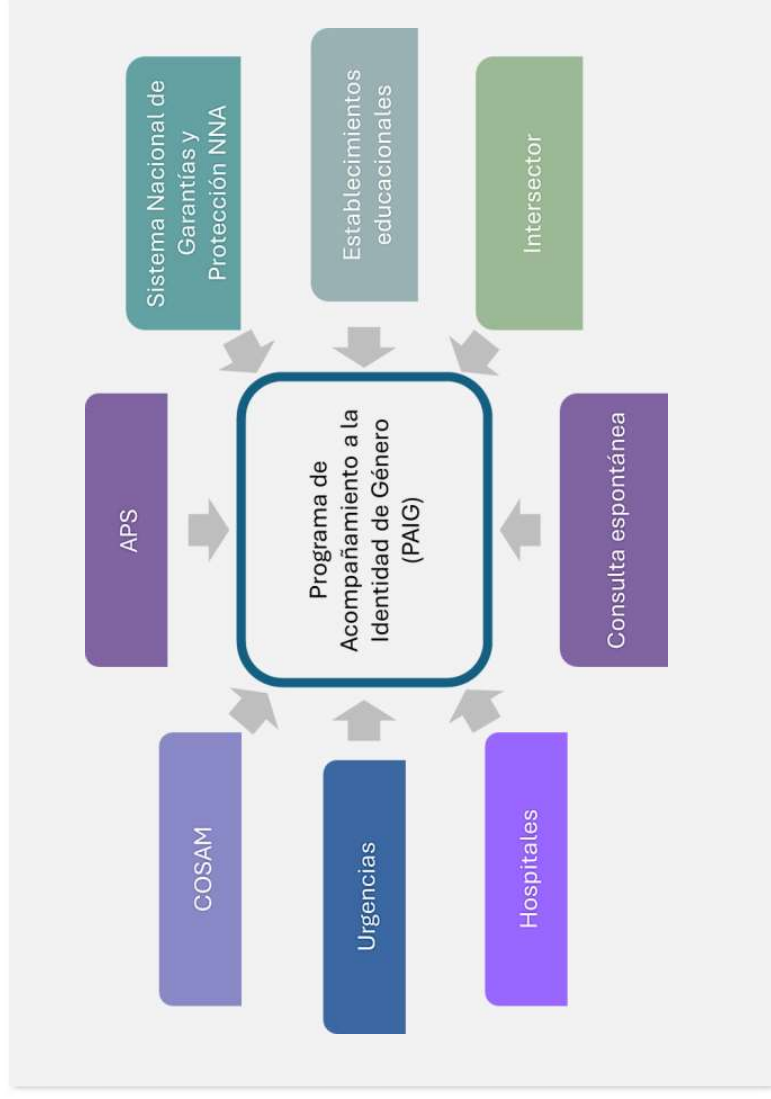 COSAM
APS
Sistema Nacional de
Garantías y
Protección NNA
Urgencias
Programa de
Acompañamiento a la
Identidad de Género
(PAIG)
Establecimientos
educacionales
Hospitales
Consulta espontánea
Intersector